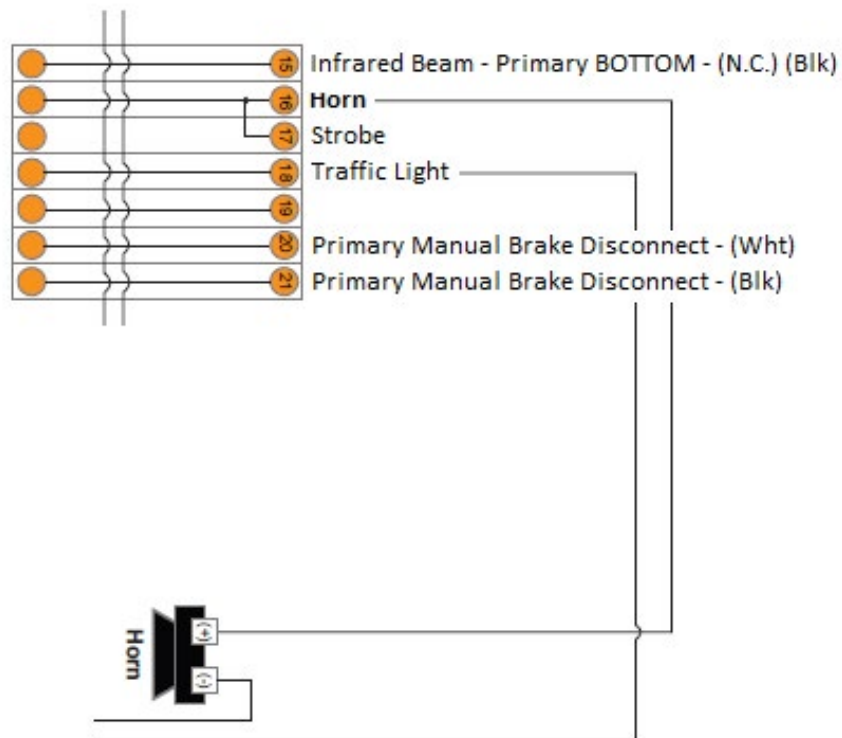 15 Infrared Beam - Primary BOTTOM - (N.C.) (Blk)
16 Horn
17 Strobe
18 Traffic Light
19
20 Primary Manual Brake Disconnect - (Wht)
21 Primary Manual Brake Disconnect - (Blk)
Horn
(+)
(-)